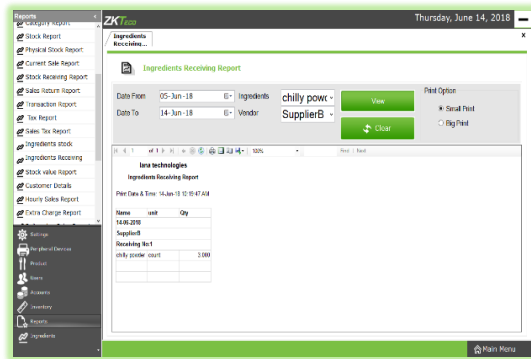 Reports
Category Report
Stock Report
Physical Stock Report
Current Sale Report
Stock Receiving Report
Sales Return Report
Transaction Report
Tax Report
Sales Tax Report
Ingredients stock
Ingredients Receiving
Stock value Report
Customer Details
Hourly Sales Report
Extra Charge Report
Settings
Peripheral Devices
Product
Users
Accounts
Inventory
Reports
Ingredients
ZKTeco
Thursday, June 14, 2018
Ingredients
Receiving...
x
Ingredients Receiving Report
Date From 05-Jun-18 Ingredients chilly pow View
Date To 14-Jun-18 Vendor SupplierB Clear
Print Option
Small Print
Big Print
1 of 1 100% Find | Next
lana technologies
Ingredients Receiving Report
Print Date & Time: 14-Jun-18 12:19:47 AM
Name unit Qty
14-06-2018
SupplierB
Receiving No:1
chilly powder count 3.000
Main Menu